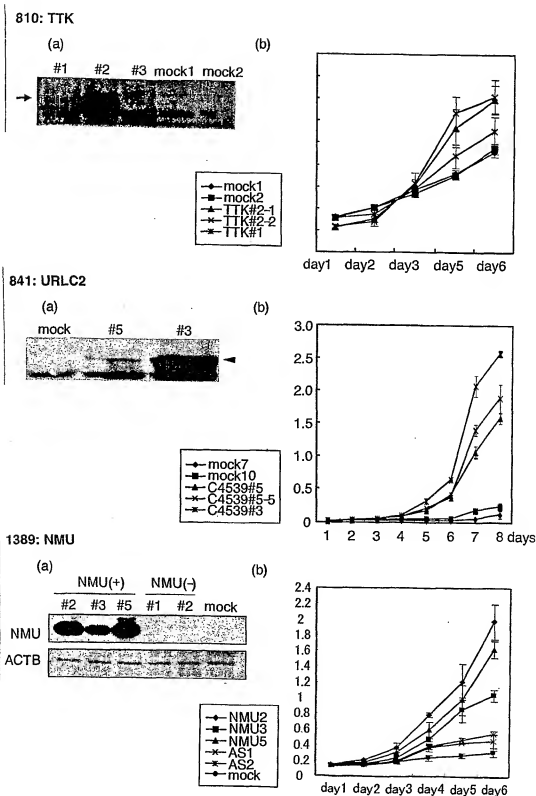 810: TTK
(a)
(b)
#1 #2 #3 mock1 mock2
mock1
mock2
TTK#2-1
TTK#2-2
TTK#1
day1 day2 day3 day5 day6
841: URLC2
(a)
(b)
mock #5 #3
3.0
2.5
2.0
1.5
1.0
0.5
0
mock7
mock10
C4539#5
C4539#5-5
C4539#3
1 2 3 4 5 6 7 8 days
1389: NMU
(a)
(b)
NMU(+) NMU(-)
#2 #3 #5 #1 #2 mock
NMU
ACTB
2.4
2.2
2
1.8
1.6
1.4
1.2
1
0.8
0.6
0.4
0.2
0
NMU2
NMU3
NMU5
AS1
AS2
mock
day1 day2 day3 day4 day5 day6